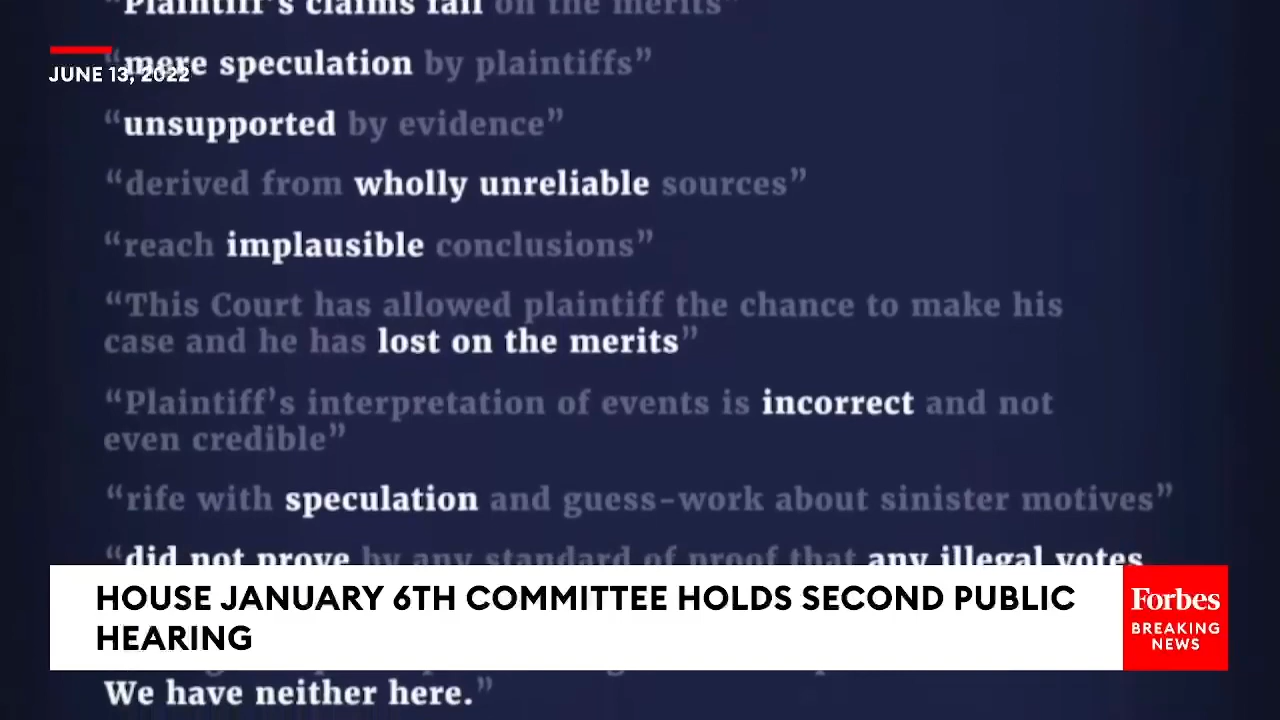 “Plaintiff’s claims fail on the merits”
“mere speculation by plaintiffs”
JUNE 13, 2022
“unsupported by evidence”
“derived from wholly unreliable sources”
“reach implausible conclusions”
“This Court has allowed plaintiff the chance to make his
case and he has lost on the merits”
“Plaintiff’s interpretation of events is incorrect and not
even credible”
“rife with speculation and guess-work about sinister motives”
“did not prove by any standard of proof that any illegal votes
HOUSE JANUARY 6TH COMMITTEE HOLDS SECOND PUBLIC
HEARING
Forbes
BREAKING
NEWS
We have neither here.”